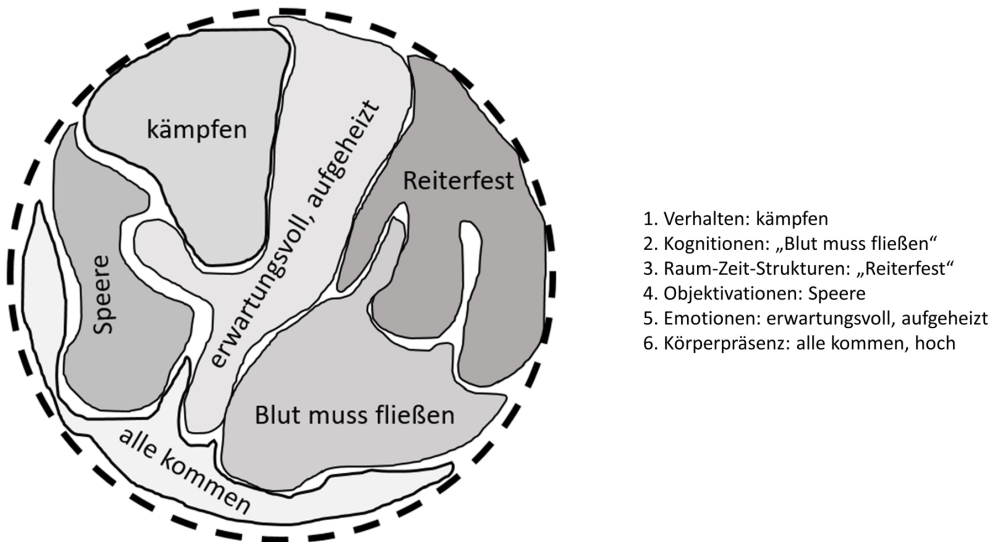 kämpfen
erwartungsvoll, aufgeheizt
Reiterfest
Speere
Blut muss fließen
alle kommen
1. Verhalten: kämpfen
2. Kognitionen: „Blut muss fließen“
3. Raum-Zeit-Strukturen: „Reiterfest“
4. Objektivationen: Speere
5. Emotionen: erwartungsvoll, aufgeheizt
6. Körperpräsenz: alle kommen, hoch